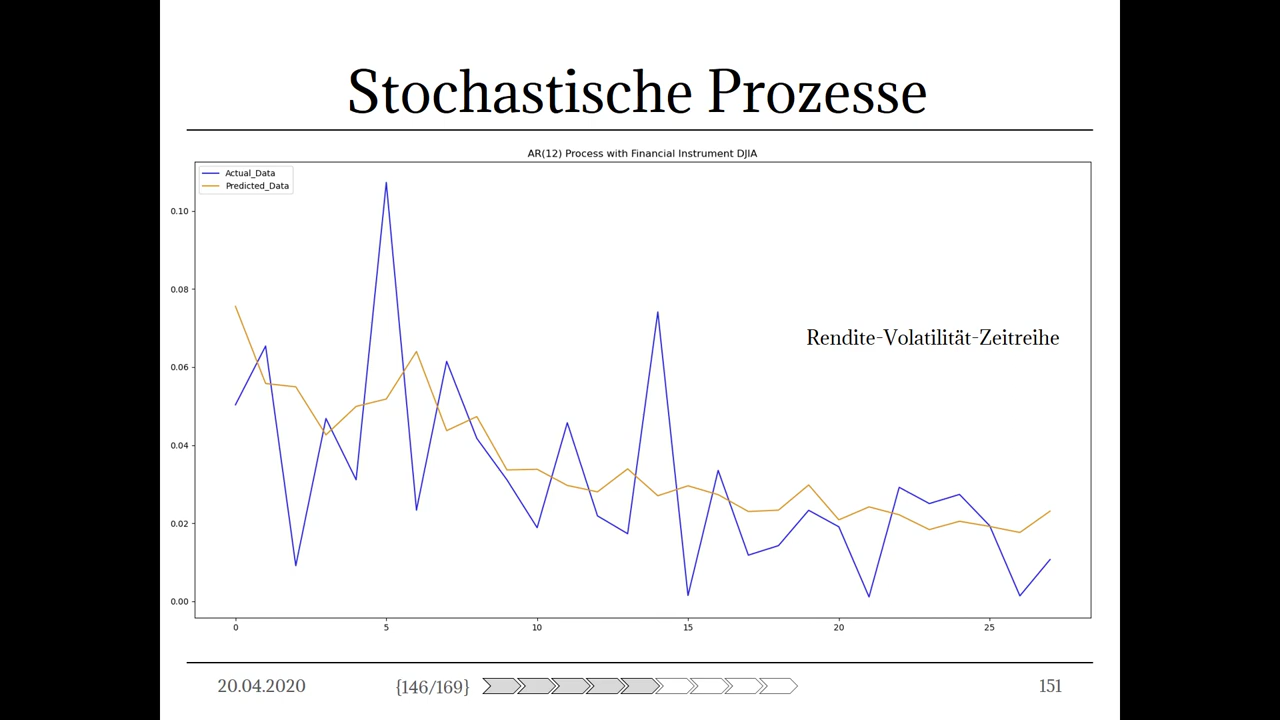 Stochastische Prozesse
AR(12) Process with Financial Instrument DJIA
Actual_Data
Predicted_Data
0.10
0.08
Rendite-Volatilität-Zeitreihe
0.06
0.04
0.02
0.00
0 5 10 15 20 25
20.04.2020 {146/169} 151